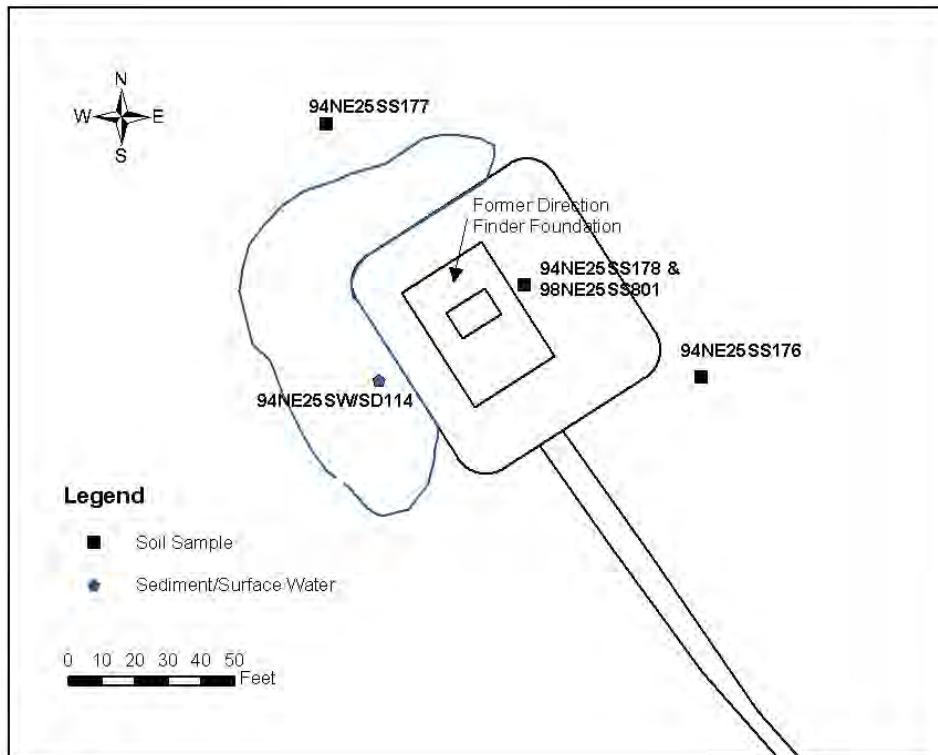 N
W E
S
94NE25SS177
Former Direction
Finder Foundation
94NE25SS178 &
98NE25SS801
94NE25SS176
94NE25SW/SD114
Legend
Soil Sample
Sediment/Surface Water
0 10 20 30 40 50
Feet